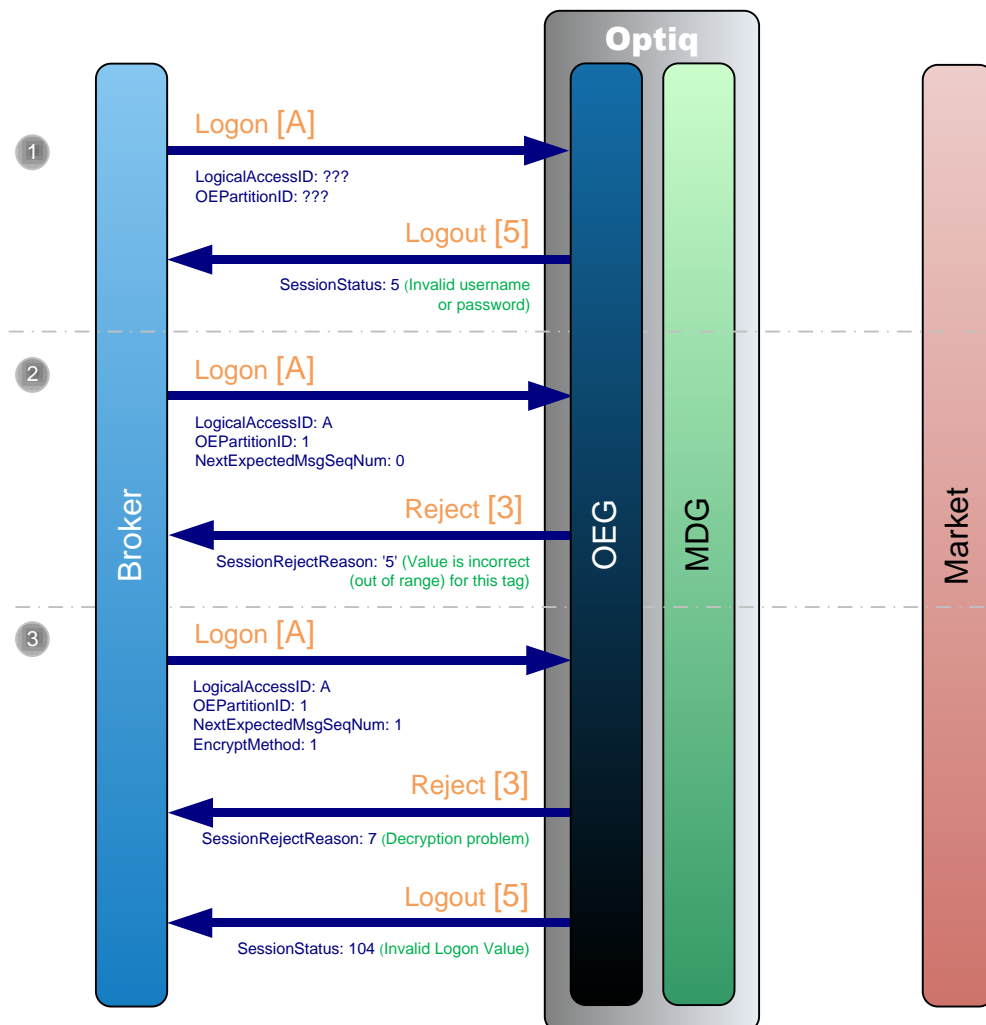 Optiq
1
Logon [A]
LogicalAccessID: ???
OEPartitionID: ???
Logout [5]
SessionStatus: 5 (Invalid username
or password)
2
Logon [A]
LogicalAccessID: A
OEPartitionID: 1
NextExpectedMsgSeqNum: 0
Reject [3]
SessionRejectReason: '5' (Value is incorrect
(out of range) for this tag)
Broker
OEG
MDG
Market
3
Logon [A]
LogicalAccessID: A
OEPartitionID: 1
NextExpectedMsgSeqNum: 1
EncryptMethod: 1
Reject [3]
SessionRejectReason: 7 (Decryption problem)
Logout [5]
SessionStatus: 104 (Invalid Logon Value)